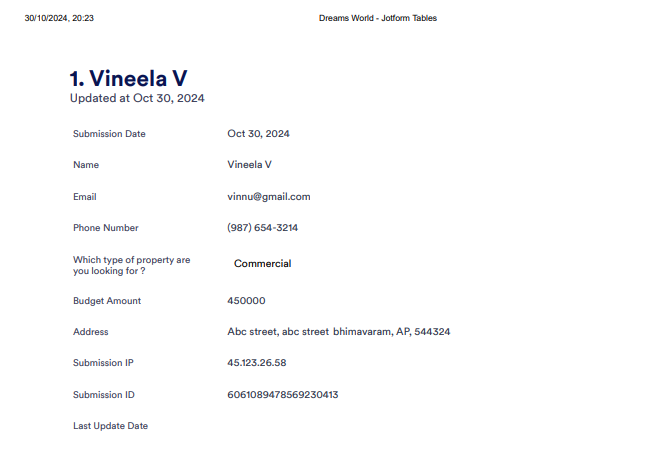 30/10/2024, 20:23 Dreams World - Jotform Tables
1. Vineela V
Updated at Oct 30, 2024
Submission Date Oct 30, 2024
Name Vineela V
Email vinnu@gmail.com
Phone Number (987) 654-3214
Which type of property are
you looking for ? Commercial
Budget Amount 450000
Address Abc street, abc street bhimavaram, AP, 544324
Submission IP 45.123.26.58
Submission ID 6061089478569230413
Last Update Date